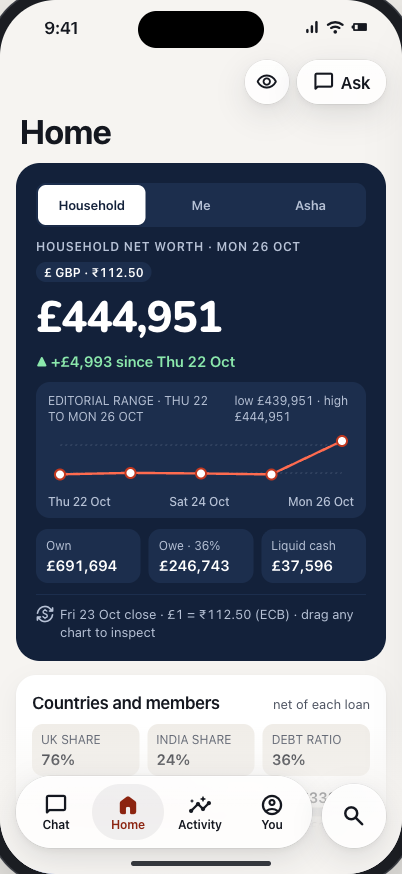 9:41
Ask
Home
Household
Me
Asha
HOUSEHOLD NET WORTH · MON 26 OCT
£ GBP · ₹112.50
£444,951
▲ +£4,993 since Thu 22 Oct
EDITORIAL RANGE · THU 22
TO MON 26 OCT
low £439,951 · high
£444,951
Thu 22 Oct
Sat 24 Oct
Mon 26 Oct
Own
£691,694
Owe · 36%
£246,743
Liquid cash
£37,596
Fri 23 Oct close · £1 = ₹112.50 (ECB) · drag any
chart to inspect
Countries and members
net of each loan
UK SHARE
76%
INDIA SHARE
24%
DEBT RATIO
36%
Chat
Home
Activity
You